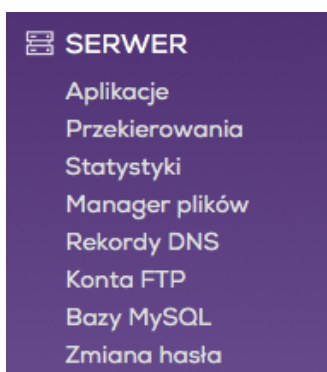 SERWER
Aplikacje
Przekierowania
Statystyki
Manager plików
Rekordy DNS
Konta FTP
Bazy MySQL
Zmiana hasła